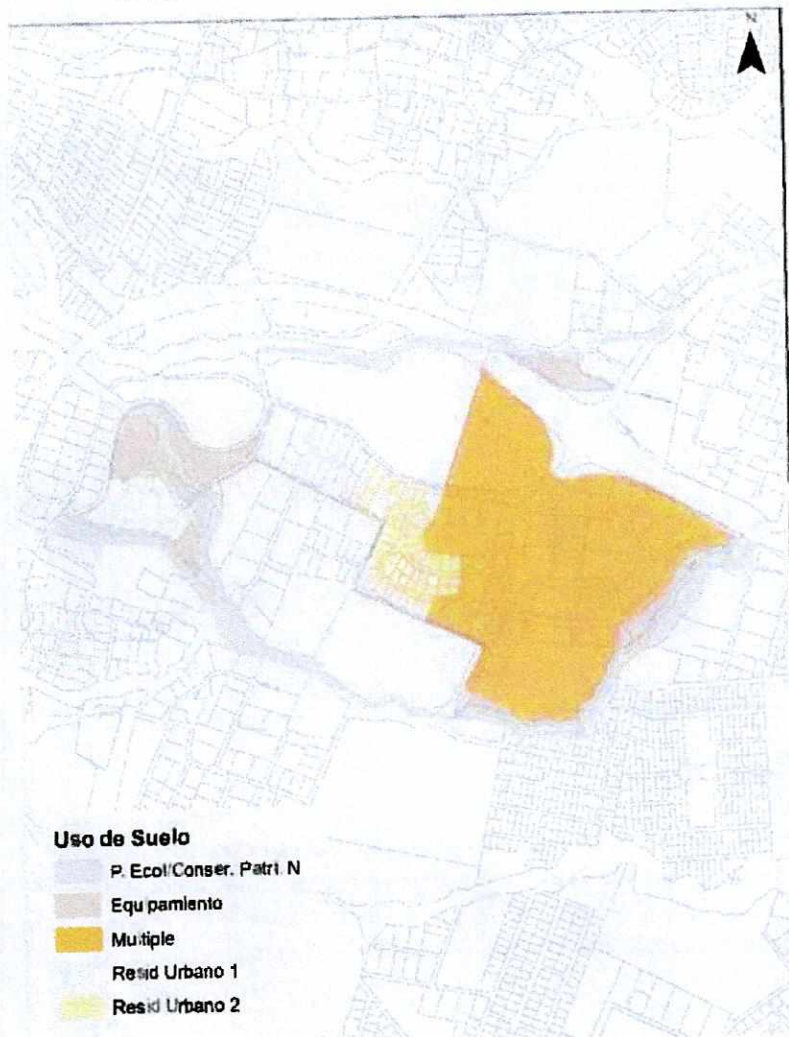 N
Uso de Suelo
P. Ecol/Conser. Patri. N
Equipamiento
Multiple
Resid Urbano 1
Resid Urbano 2